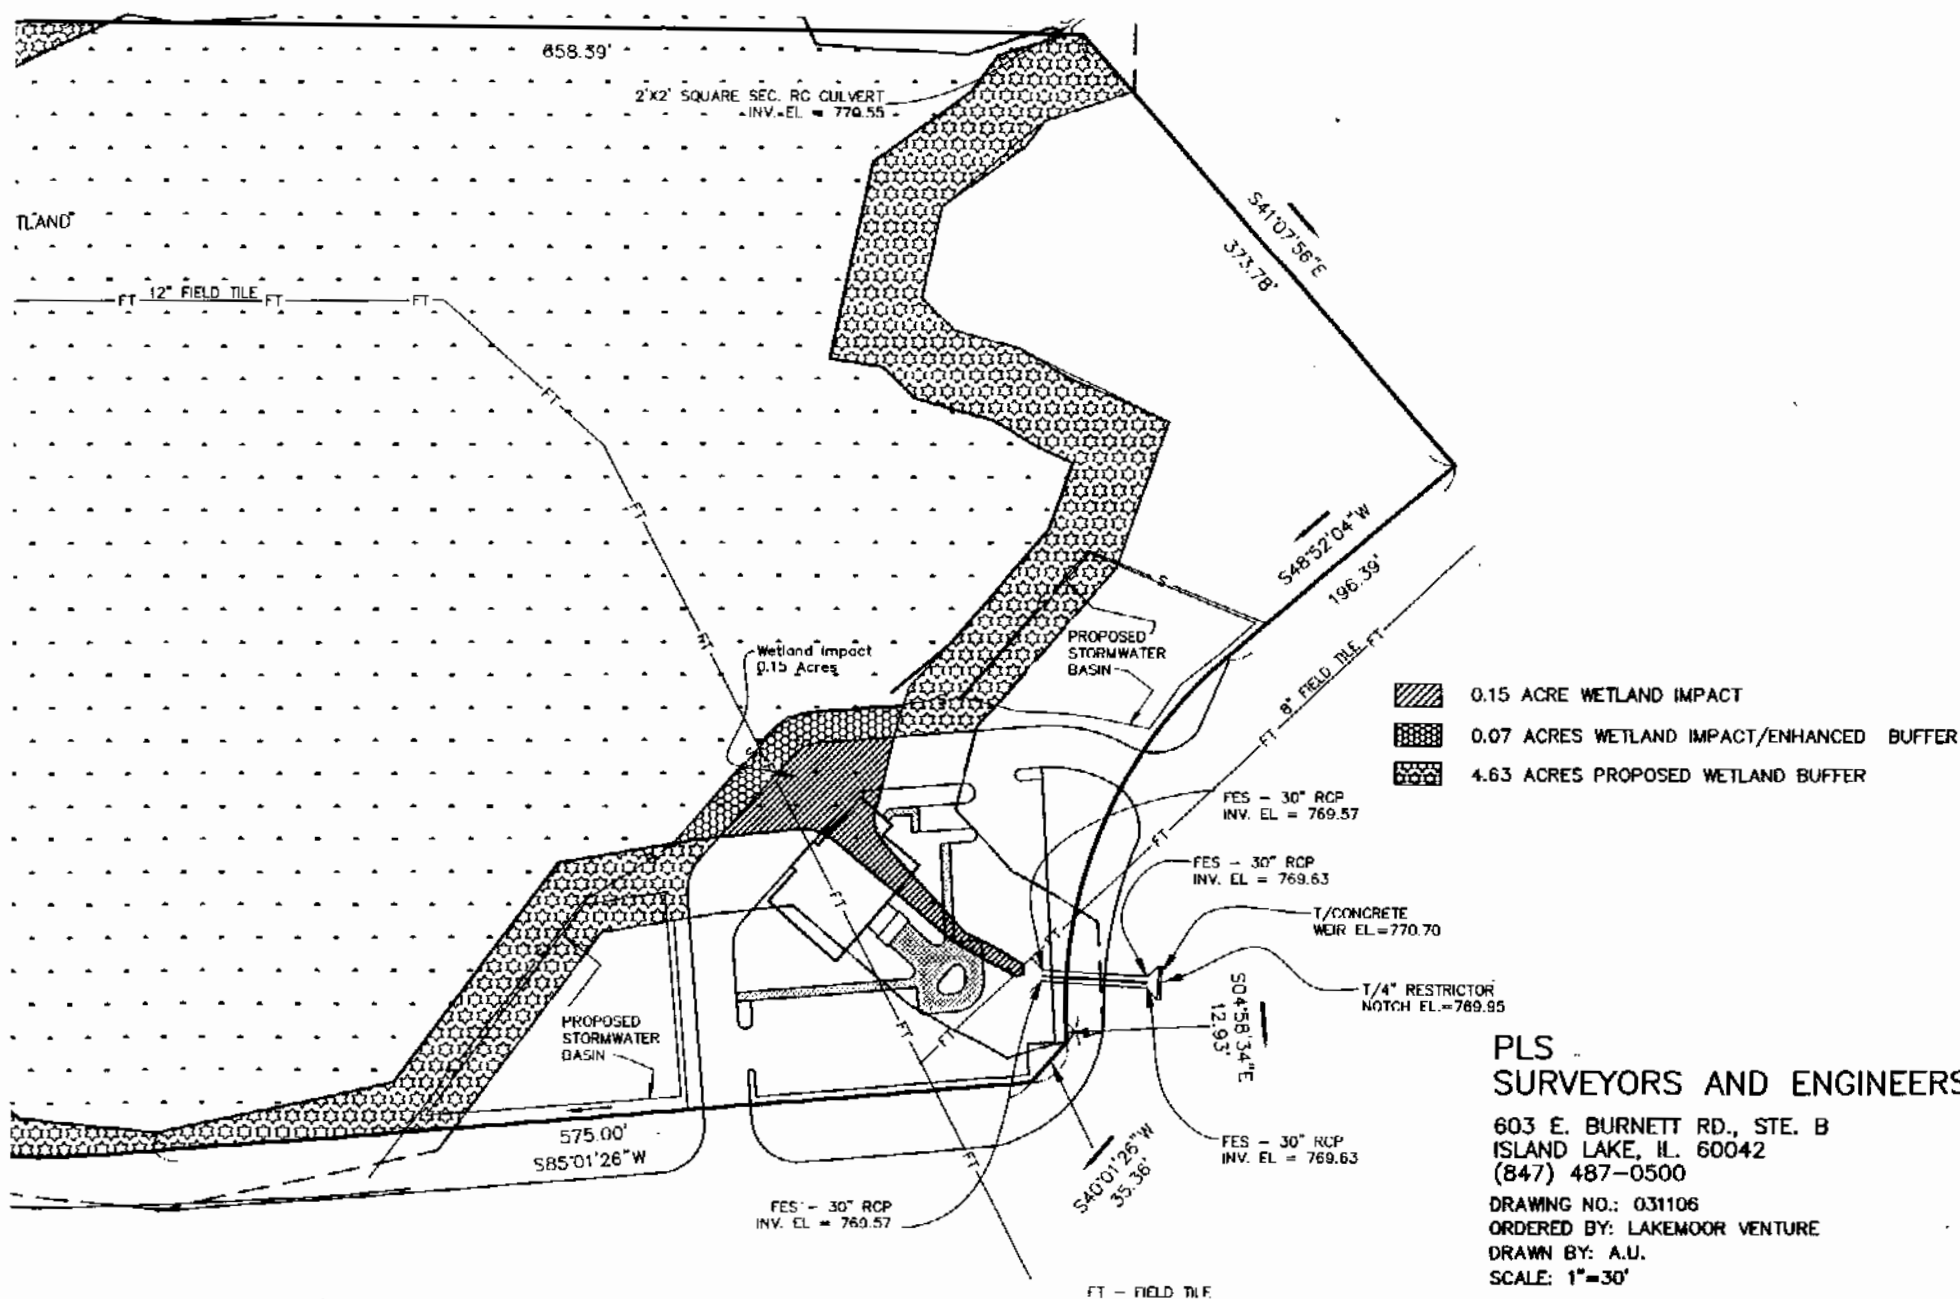 658.39'
2'X2' SQUARE SEC. RC CULVERT
INV. EL = 770.55
TLAND
S41°07'56"E
373.78'
FT 12" FIELD TILE FT FT
FT
FT
FT
S48°52'04"W
196.39'
FT 8" FIELD TILE FT
FT
FT
FT
Wetland Impact
0.15 Acres
S
S
PROPOSED
STORMWATER
BASIN
0.15 ACRE WETLAND IMPACT
0.07 ACRES WETLAND IMPACT/ENHANCED BUFFER
4.63 ACRES PROPOSED WETLAND BUFFER
FES - 30" RCP
INV. EL = 769.57
FES - 30" RCP
INV. EL = 769.63
T/CONCRETE
WEIR EL=770.70
T/4" RESTRICTOR
NOTCH EL.=769.95
S04°58'34"E
12.93'
FT
FT
FT
PROPOSED
STORMWATER
BASIN
575.00'
S85°01'26"W
S40°01'26"W
35.36'
FES - 30" RCP
INV. EL = 769.63
FES - 30" RCP
INV. EL = 769.57
FT - FIELD TILE
PLS
SURVEYORS AND ENGINEERS
603 E. BURNETT RD., STE. B
ISLAND LAKE, IL. 60042
(847) 487-0500
DRAWING NO.: 031106
ORDERED BY: LAKEMOOR VENTURE
DRAWN BY: A.U.
SCALE: 1"=30'